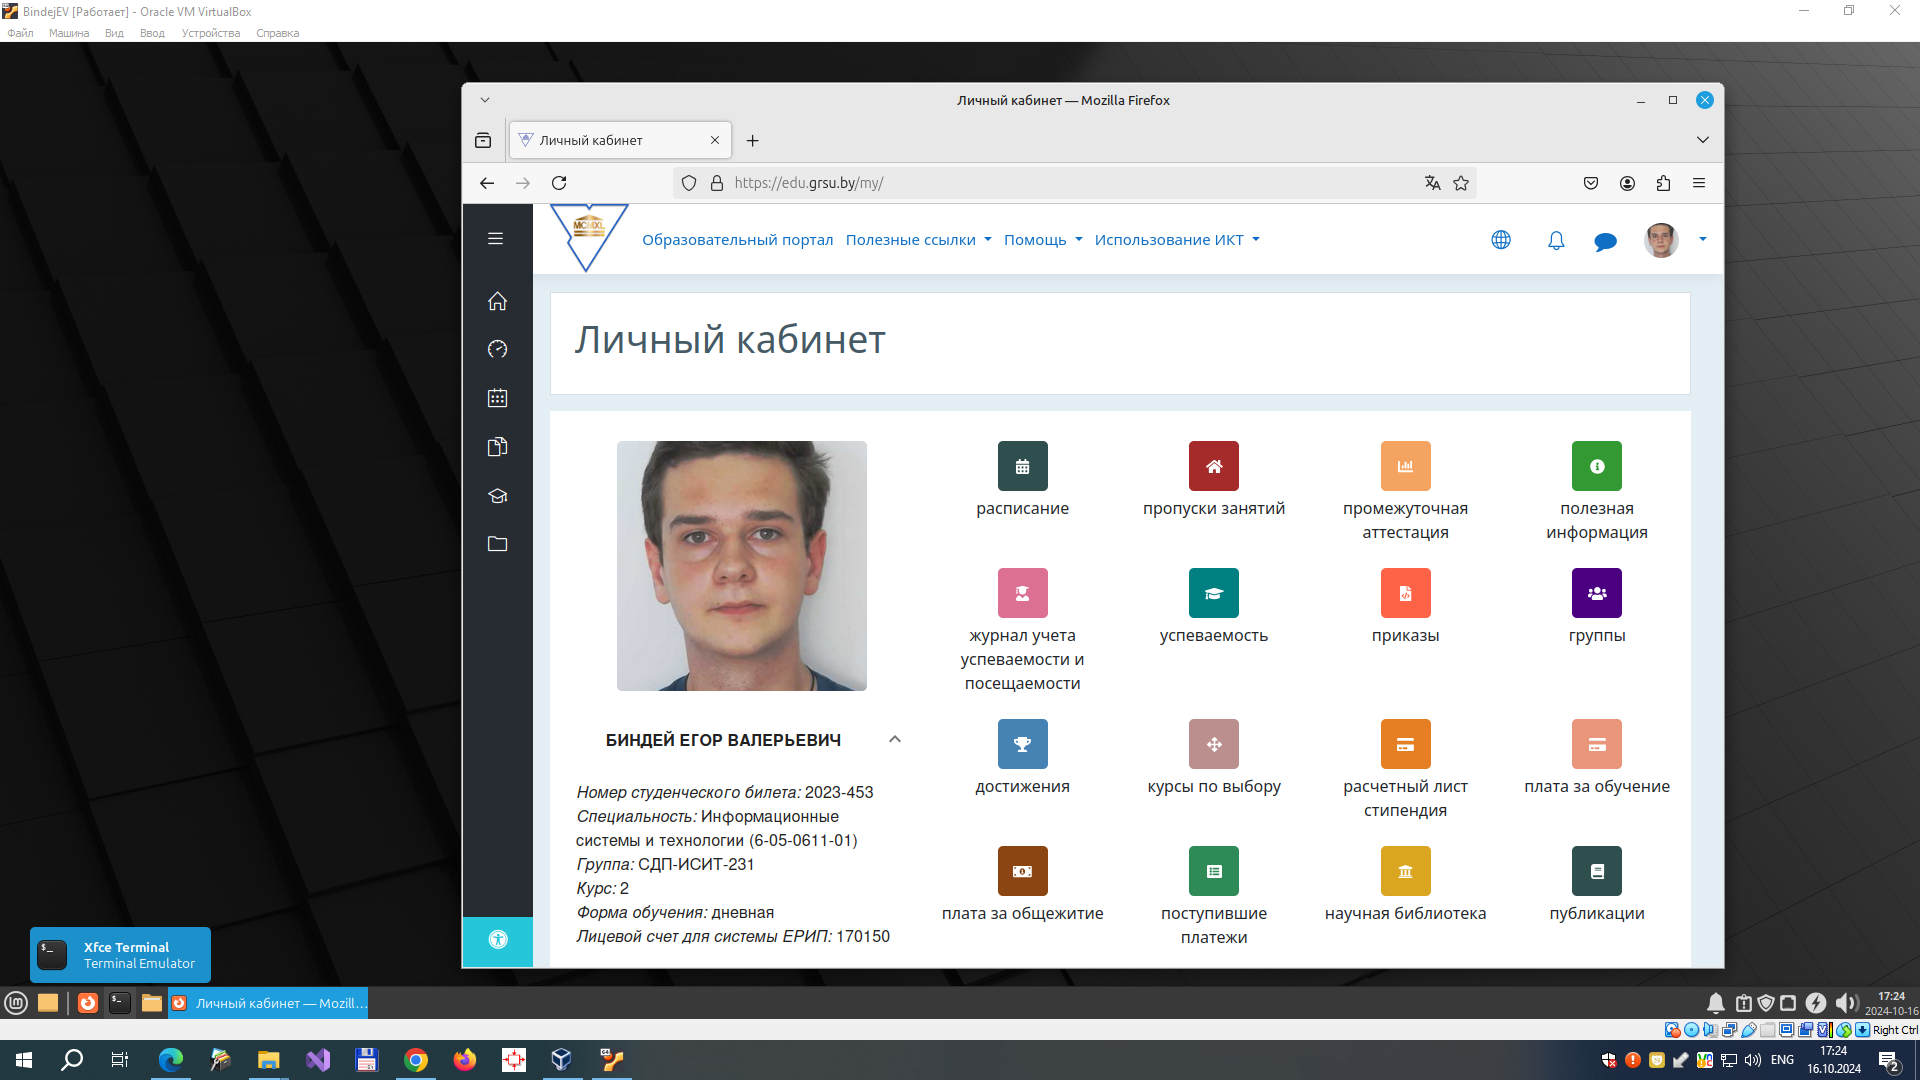 BindejEV [Работает] - Oracle VM VirtualBox
Файл Машина Вид Ввод Устройства Справка
Личный кабинет — Mozilla Firefox
Личный кабинет
https://edu.grsu.by/my/
MCMXL
Образовательный портал Полезные ссылки Помощь Использование ИКТ
Личный кабинет
расписание
пропуски занятий
промежуточная
аттестация
полезная
информация
журнал учета
успеваемости и
посещаемости
успеваемость
приказы
группы
БИНДЕЙ ЕГОР ВАЛЕРЬЕВИЧ
Номер студенческого билета: 2023-453
Специальность: Информационные
системы и технологии (6-05-0611-01)
Группа: СДП-ИСИТ-231
Курс: 2
Форма обучения: дневная
Лицевой счет для системы ЕРИП: 170150
достижения
курсы по выбору
расчетный лист
стипендия
плата за обучение
плата за общежитие
поступившие
платежи
научная библиотека
публикации
Xfce Terminal
Terminal Emulator
Личный кабинет — Mozill...
17:24
2024-10-16
Right Ctrl
ENG
17:24
16.10.2024
2